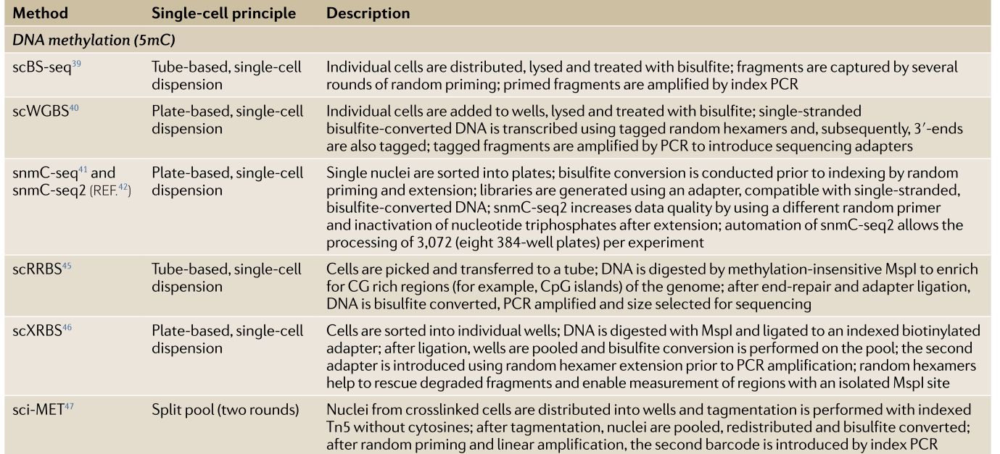 Method Single-cell principle Description
DNA methylation (5mC)
scBS-seq39 Tube-based, single-cell dispension Individual cells are distributed, lysed and treated with bisulfite; fragments are captured by several
rounds of random priming; primed fragments are amplified by index PCR
scWGBS40 Plate-based, single-cell dispension Individual cells are added to wells, lysed and treated with bisulfite; single-stranded
bisulfite-converted DNA is transcribed using tagged random hexamers and, subsequently, 3′-ends
are also tagged; tagged fragments are amplified by PCR to introduce sequencing adapters
snmC-seq41 and snmC-seq2 (REF.42) Plate-based, single-cell dispension Single nuclei are sorted into plates; bisulfite conversion is conducted prior to indexing by random
priming and extension; libraries are generated using an adapter, compatible with single-stranded,
bisulfite-converted DNA; snmC-seq2 increases data quality by using a different random primer
and inactivation of nucleotide triphosphates after extension; automation of snmC-seq2 allows the
processing of 3,072 (eight 384-well plates) per experiment
scRRBS45 Tube-based, single-cell dispension Cells are picked and transferred to a tube; DNA is digested by methylation-insensitive MspI to enrich
for CG rich regions (for example, CpG islands) of the genome; after end-repair and adapter ligation,
DNA is bisulfite converted, PCR amplified and size selected for sequencing
scXRBS46 Plate-based, single-cell dispension Cells are sorted into individual wells; DNA is digested with MspI and ligated to an indexed biotinylated
adapter; after ligation, wells are pooled and bisulfite conversion is performed on the pool; the second
adapter is introduced using random hexamer extension prior to PCR amplification; random hexamers
help to rescue degraded fragments and enable measurement of regions with an isolated MspI site
sci-MET47 Split pool (two rounds) Nuclei from crosslinked cells are distributed into wells and tagmentation is performed with indexed
Tn5 without cytosines; after tagmentation, nuclei are pooled, redistributed and bisulfite converted;
after random priming and linear amplification, the second barcode is introduced by index PCR